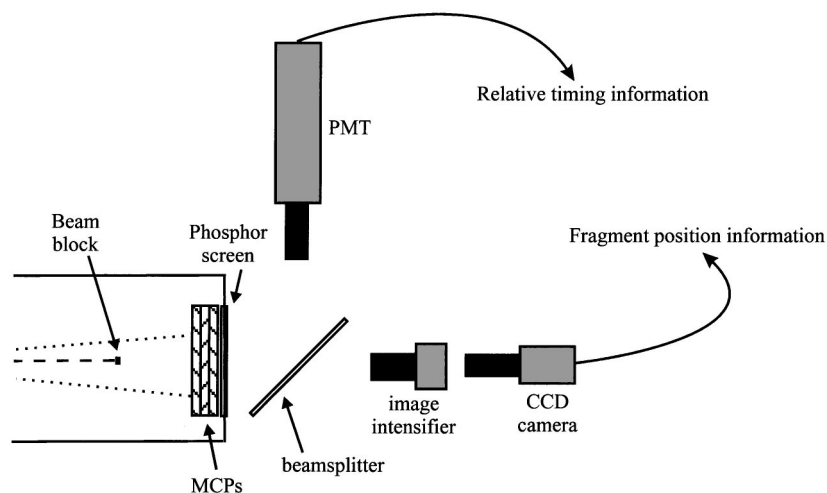 Relative timing information
PMT
Beam
block
Phosphor
screen
Fragment position information
image
intensifier
CCD
camera
beamsplitter
MCPs